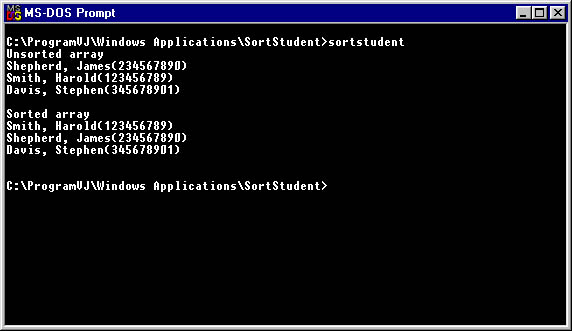 MS-DOS Prompt
C:\ProgramVJ\Windows Applications\SortStudent>sortstudent
Unsorted array
Shepherd, James(234567890)
Smith, Harold(123456789)
Davis, Stephen(345678901)
Sorted array
Smith, Harold(123456789)
Shepherd, James(234567890)
Davis, Stephen(345678901)
C:\ProgramVJ\Windows Applications\SortStudent>